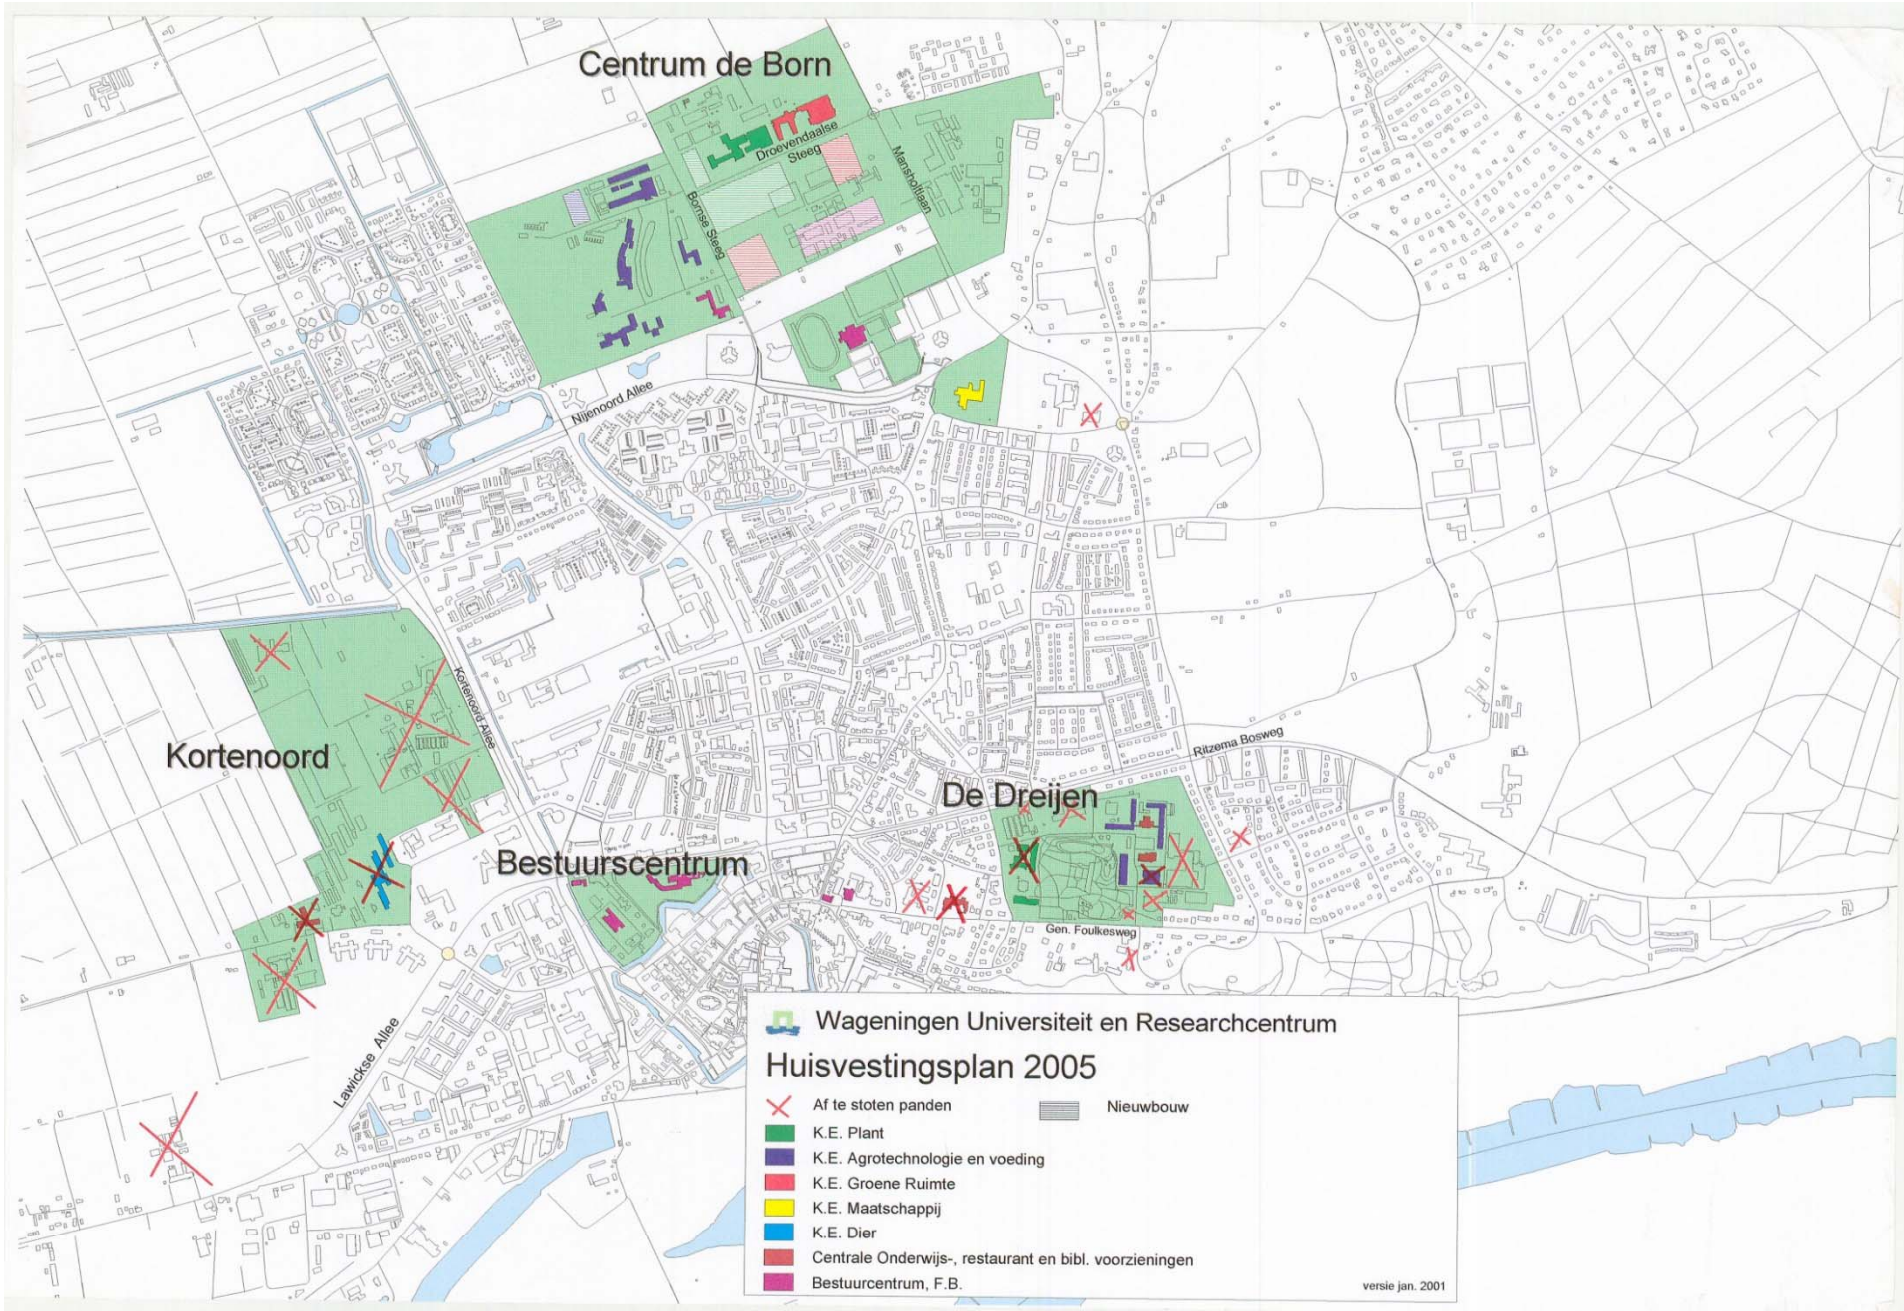 Centrum de Born
Droevendaalse
Steeg
Mansholtlaan
Bornse Steeg
Nijenoord Allee
Kortenoord Allee
Kortenoord
Ritzema Bosweg
De Dreijen
Bestuurscentrum
Gen. Foulkesweg
Lawickse Allee
Wageningen Universiteit en Researchcentrum
Huisvestingsplan 2005
Af te stoten panden
Nieuwbouw
K.E. Plant
K.E. Agrotechnologie en voeding
K.E. Groene Ruimte
K.E. Maatschappij
K.E. Dier
Centrale Onderwijs-, restaurant en bibl. voorzieningen
Bestuurcentrum, F.B.
versie jan. 2001